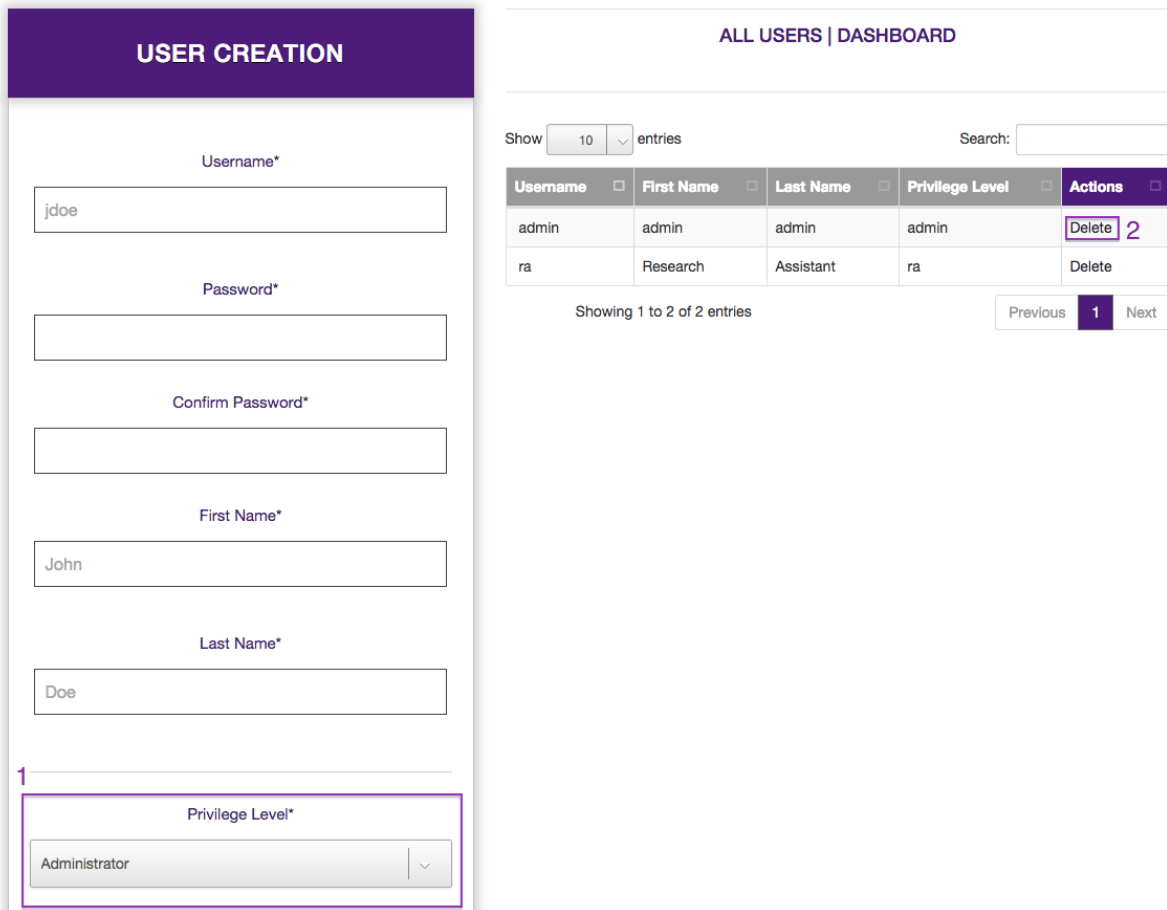 USER CREATION
Username*
jdoe
Password*
Confirm Password*
First Name*
John
Last Name*
Doe
1
Privilege Level*
Administrator
ALL USERS | DASHBOARD
Show 10 entries Search:
Username First Name Last Name Privilege Level Actions
admin admin admin admin Delete 2
ra Research Assistant ra Delete
Showing 1 to 2 of 2 entries Previous 1 Next